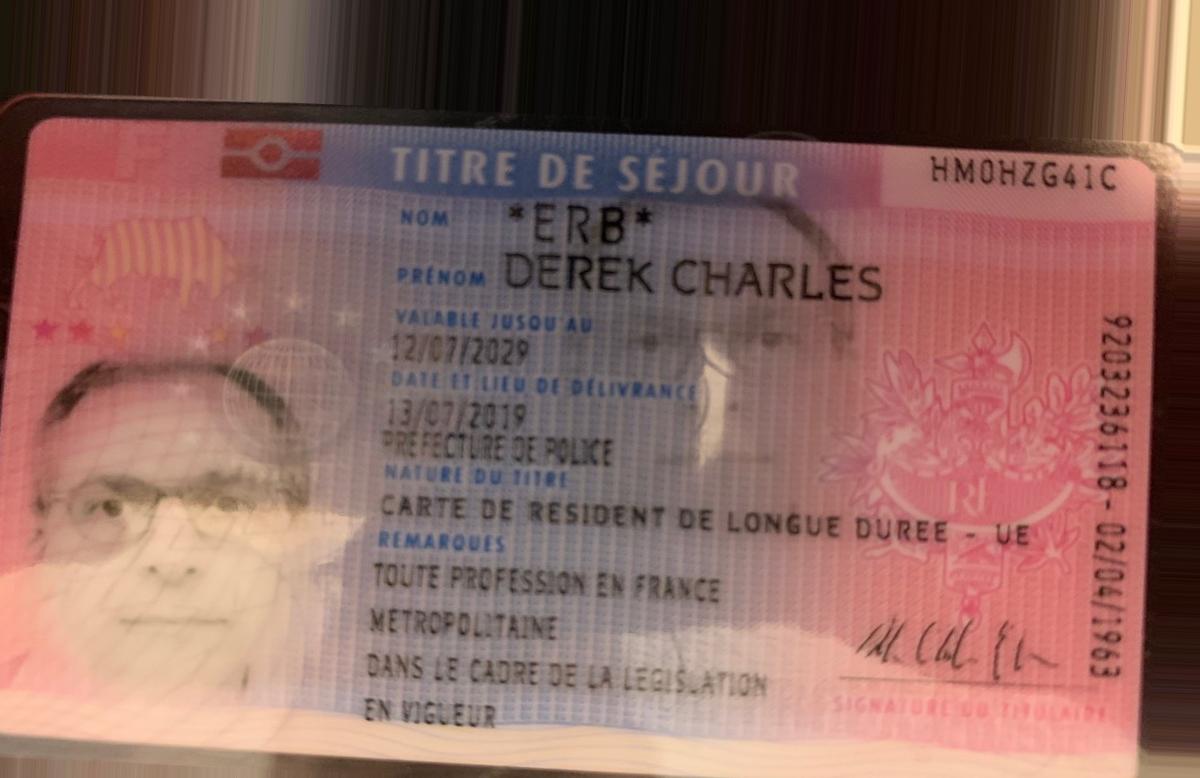 F
TITRE DE SÉJOUR
HM0HZG41C
NOM *ERB*
PRÉNOM DEREK CHARLES
VALABLE JUSQU'AU
12/07/2029
DATE ET LIEU DE DÉLIVRANCE
13/07/2019
PREFECTURE DE POLICE
NATURE DU TITRE
CARTE DE RESIDENT DE LONGUE DUREE - UE
REMARQUES
TOUTE PROFESSION EN FRANCE
METROPOLITAINE
DANS LE CADRE DE LA LEGISLATION
EN VIGUEUR
RF
SIGNATURE DU TITULAIRE
9203236118- 02/04/1963